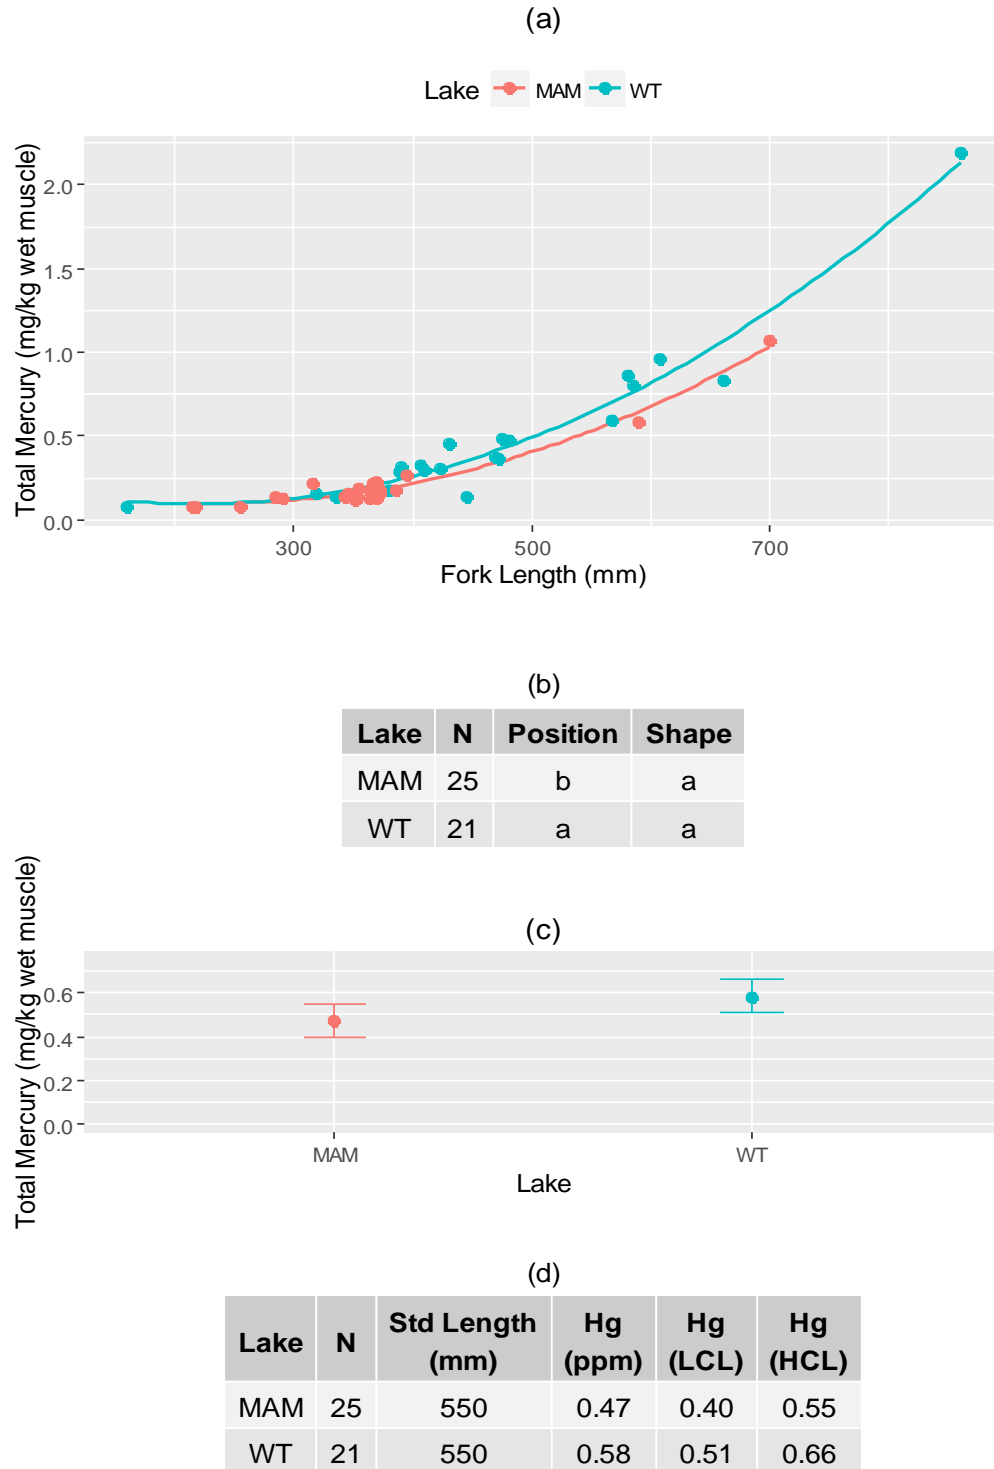 (a)
Lake MAM WT
Total Mercury (mg/kg wet muscle)
2.0
1.5
1.0
0.5
0.0
300 500 700
Fork Length (mm)
(b)
Lake N Position Shape
MAM 25 b a
WT 21 a a
(c)
Total Mercury (mg/kg wet muscle)
0.6
0.4
0.2
0.0
MAM WT
Lake
(d)
Lake N Std Length (mm) Hg (ppm) Hg (LCL) Hg (HCL)
MAM 25 550 0.47 0.40 0.55
WT 21 550 0.58 0.51 0.66